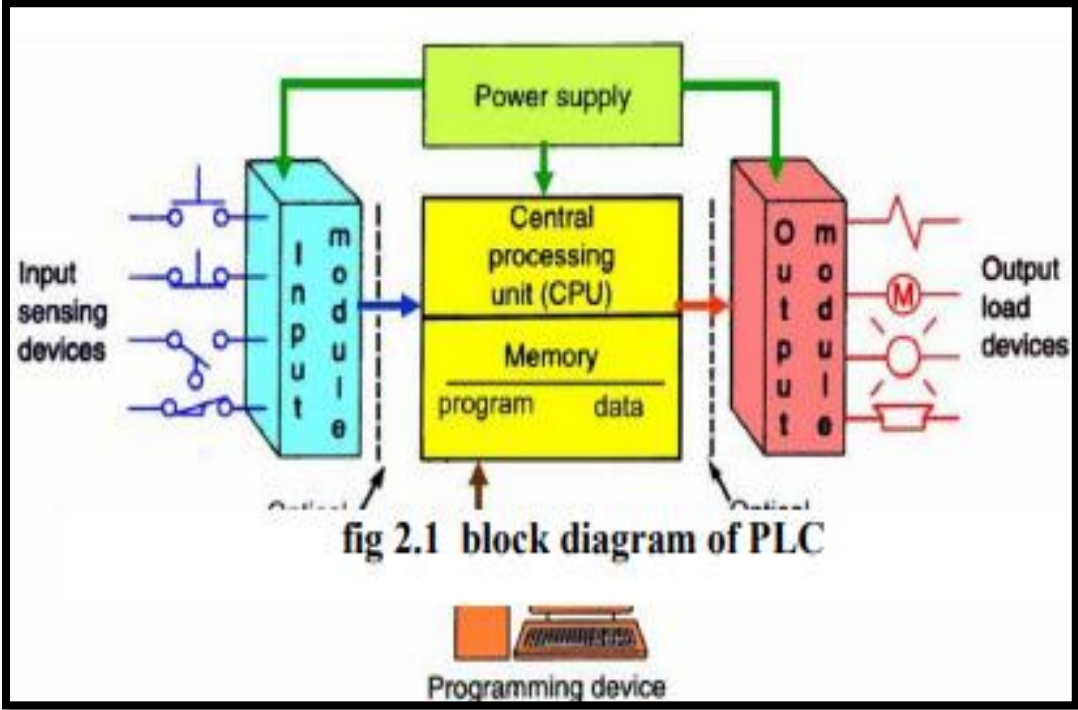 Power supply
Input
sensing
devices
Input
module
Central
processing
unit (CPU)
Memory
program data
Output
module
M
Output
load
devices
fig 2.1 block diagram of PLC
Programming device